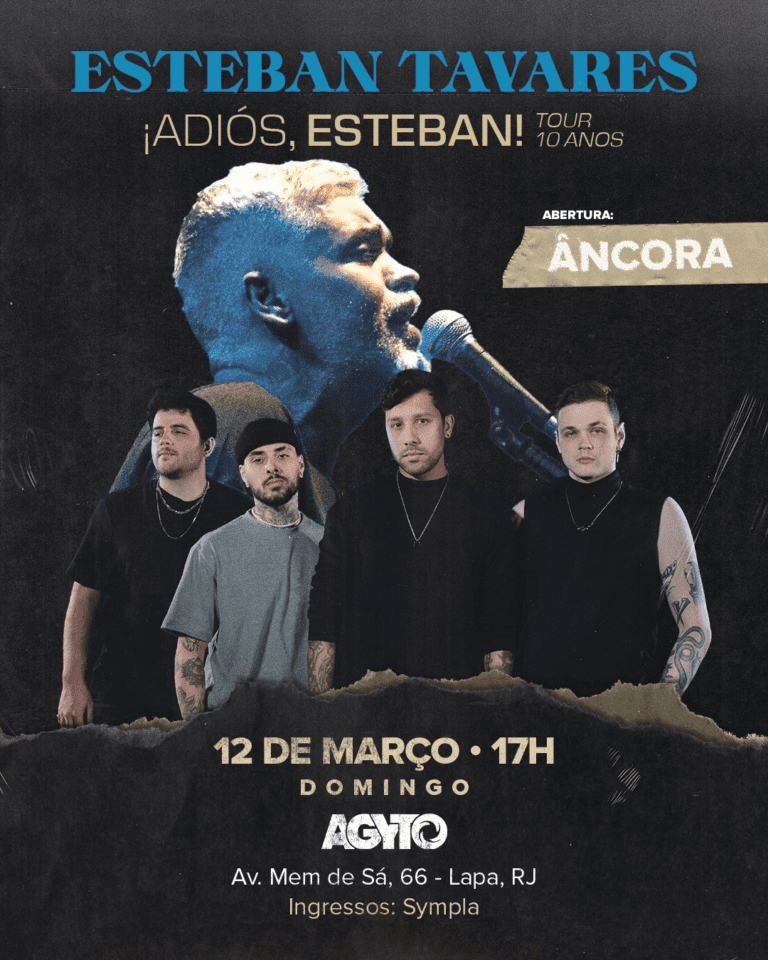 ESTEBAN TAVARES
¡ADIÓS, ESTEBAN! TOUR
10 ANOS
ABERTURA:
ÂNCORA
12 DE MARÇO • 17H
DOMINGO
AGYTO
Av. Mem de Sá, 66 - Lapa, RJ
Ingressos: Sympla